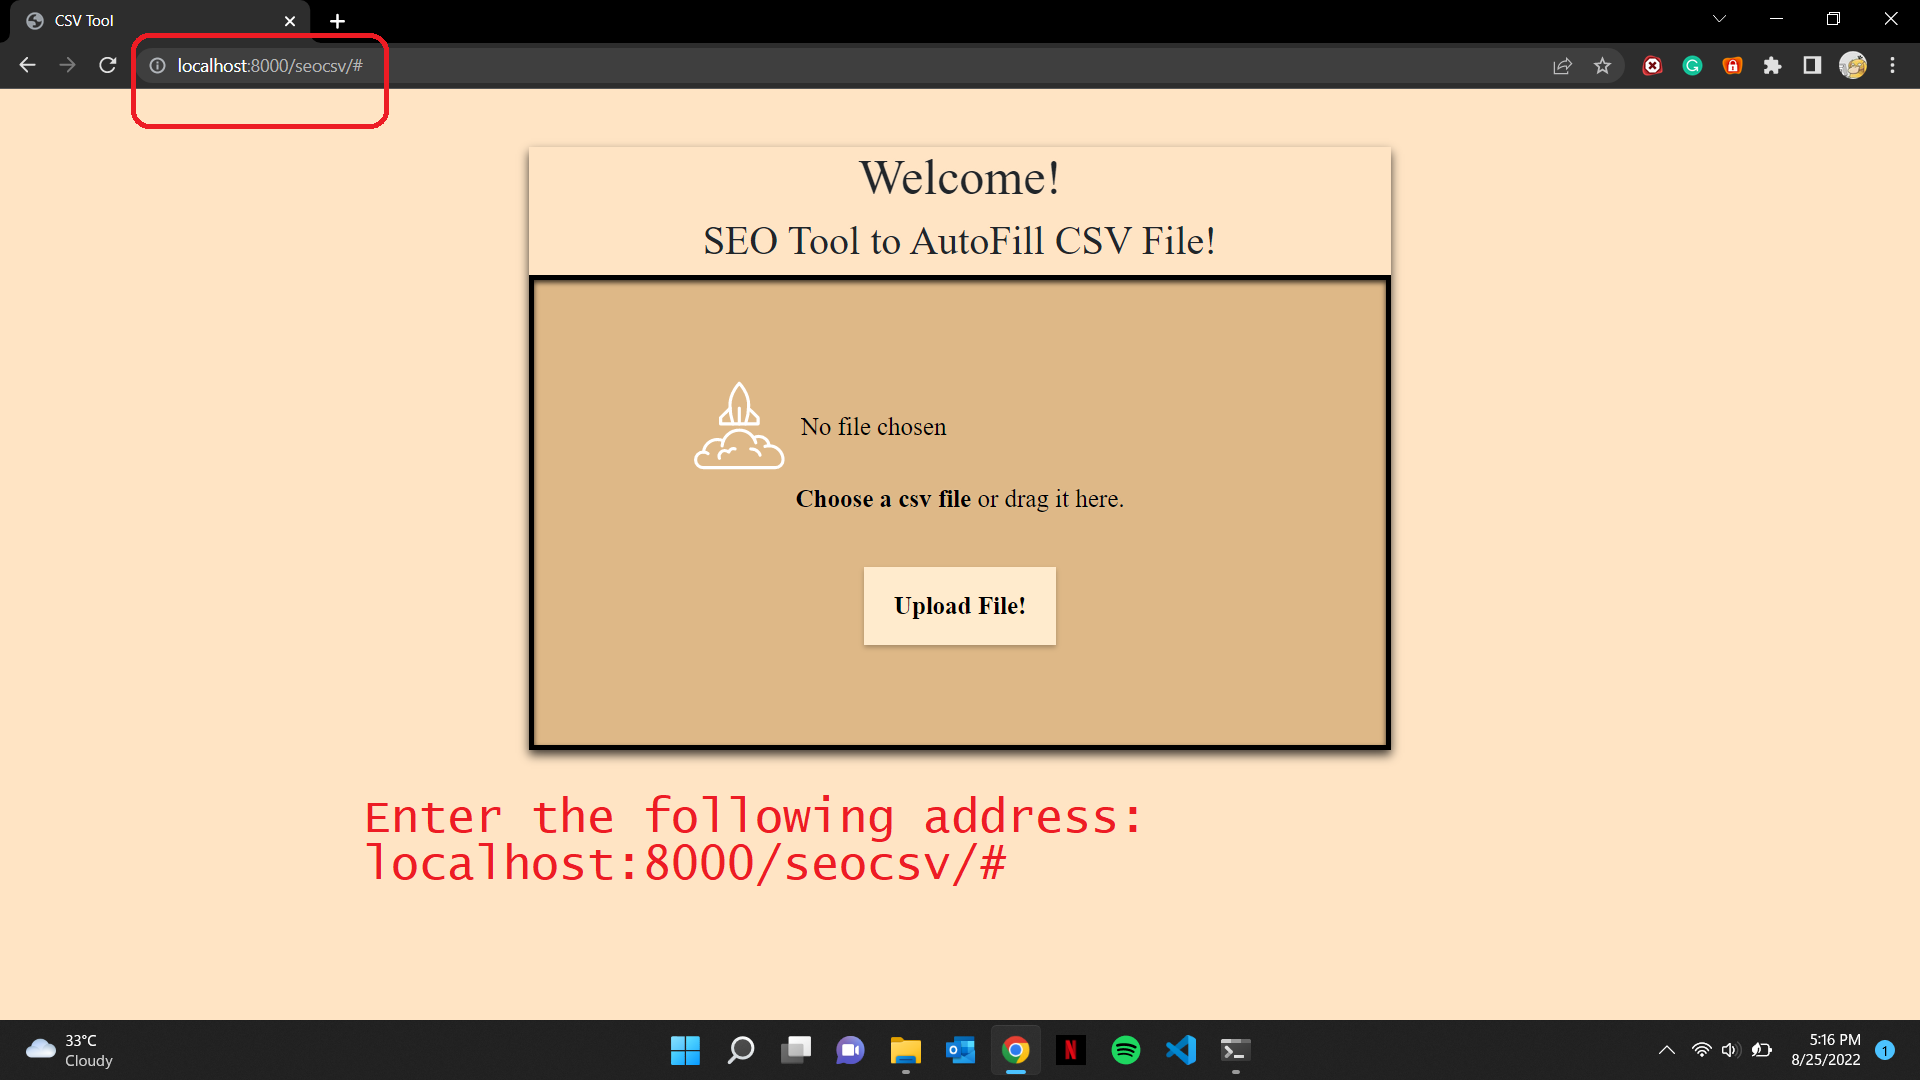 CSV Tool
localhost:8000/seocsv/#
Welcome!
SEO Tool to AutoFill CSV File!
No file chosen
Choose a csv file or drag it here.
Upload File!
Enter the following address:
localhost:8000/seocsv/#
33°C
Cloudy
N
5:16 PM
8/25/2022
1